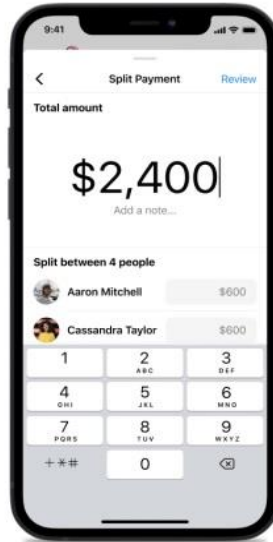 9:41
Split Payment Review
Total amount
$2,400
Add a note...
Split between 4 people
Aaron Mitchell $600
Cassandra Taylor $600
1 2 3
ABC DEF
4 5 6
GHI JKL MNO
7 8 9
PQRS TUV WXYZ
+*# 0